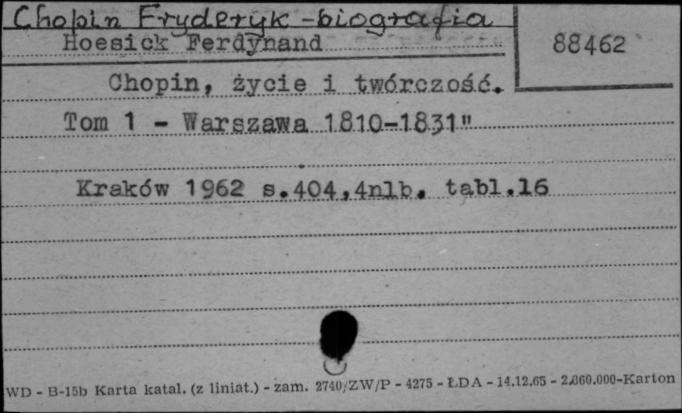 Chopin Fryderyk - biografia
Hoesick Ferdynand
88462
Chopin, życie i twórczość.
Tom 1 - Warszawa 1810-1831"
Kraków 1962 s.404,4nlb. tabl.16
WD - B-15b Karta katal. (z liniat.) - zam. 2740/ZW/P - 4275 - ŁDA - 14.12.65 - 2.860.000-Karton